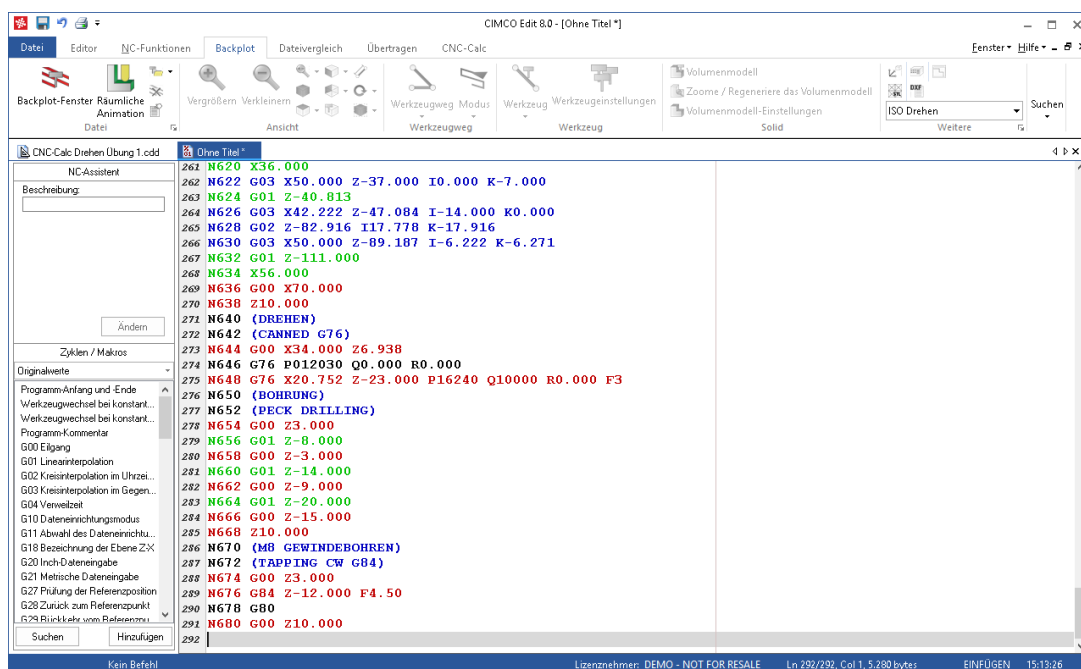 CIMCO Edit 8.0 - [Ohne Titel *]
Datei Editor NC-Funktionen Backplot Dateivergleich Übertragen CNC-Calc Fenster Hilfe
Backplot-Fenster Räumliche Animation
Datei
Vergrößern Verkleinern
Ansicht
Werkzeugweg Modus
Werkzeugweg
Werkzeug Werkzeugeinstellungen
Werkzeug
Volumenmodell
Zoome / Regeneriere das Volumenmodell
Volumenmodell-Einstellungen
Solid
DXF
ISO Drehen
Weitere
Suchen
CNC-Calc Drehen Übung 1.cdd Ohne Titel *
NC-Assistent
Beschreibung:
Ändern
Zyklen / Makros
Originalwerte
Programm-Anfang und -Ende
Werkzeugwechsel bei konstant...
Werkzeugwechsel bei konstant...
Programm-Kommentar
G00 Eilgang
G01 Linearinterpolation
G02 Kreisinterpolation im Uhrzei...
G03 Kreisinterpolation im Gegen...
G04 Verweilzeit
G10 Dateneinrichtungsmodus
G11 Abwahl des Dateneinrichtu...
G18 Bezeichnung der Ebene Z-X
G20 Inch-Dateneingabe
G21 Metrische Dateneingabe
G27 Prüfung der Referenzposition
G28 Zurück zum Referenzpunkt
G29 Rückkehr vom Referenzpu...
Suchen Hinzufügen
261 N620 X36.000
262 N622 G03 X50.000 Z-37.000 I0.000 K-7.000
263 N624 G01 Z-40.813
264 N626 G03 X42.222 Z-47.084 I-14.000 K0.000
265 N628 G02 Z-82.916 I17.778 K-17.916
266 N630 G03 X50.000 Z-89.187 I-6.222 K-6.271
267 N632 G01 Z-111.000
268 N634 X56.000
269 N636 G00 X70.000
270 N638 Z10.000
271 N640 (DREHEN)
272 N642 (CANNED G76)
273 N644 G00 X34.000 Z6.938
274 N646 G76 P012030 Q0.000 R0.000
275 N648 G76 X20.752 Z-23.000 P16240 Q10000 R0.000 F3
276 N650 (BOHRUNG)
277 N652 (PECK DRILLING)
278 N654 G00 Z3.000
279 N656 G01 Z-8.000
280 N658 G00 Z-3.000
281 N660 G01 Z-14.000
282 N662 G00 Z-9.000
283 N664 G01 Z-20.000
284 N666 G00 Z-15.000
285 N668 Z10.000
286 N670 (M8 GEWINDEBOHREN)
287 N672 (TAPPING CW G84)
288 N674 G00 Z3.000
289 N676 G84 Z-12.000 F4.50
290 N678 G80
291 N680 G00 Z10.000
292
Kein Befehl Lizenznehmer: DEMO - NOT FOR RESALE Ln 292/292, Col 1, 5.280 bytes EINFÜGEN 15:13:26